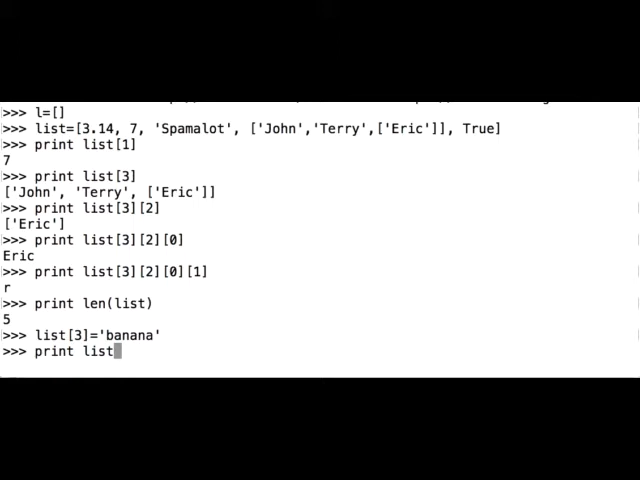 >>> l=[]
>>> list=[3.14, 7, 'Spamalot', ['John','Terry',['Eric']], True]
>>> print list[1]
7
>>> print list[3]
['John', 'Terry', ['Eric']]
>>> print list[3][2]
['Eric']
>>> print list[3][2][0]
Eric
>>> print list[3][2][0][1]
r
>>> print len(list)
5
>>> list[3]='banana'
>>> print list